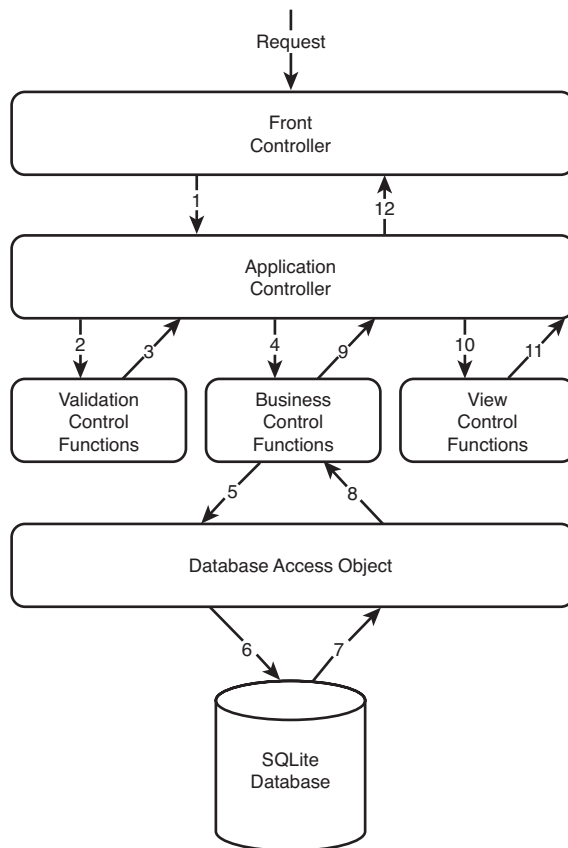 Request
Front
Controller
1
12
Application
Controller
2
3
4
9
10
11
Validation
Control
Functions
Business
Control
Functions
View
Control
Functions
5
8
Database Access Object
6
7
SQLite
Database